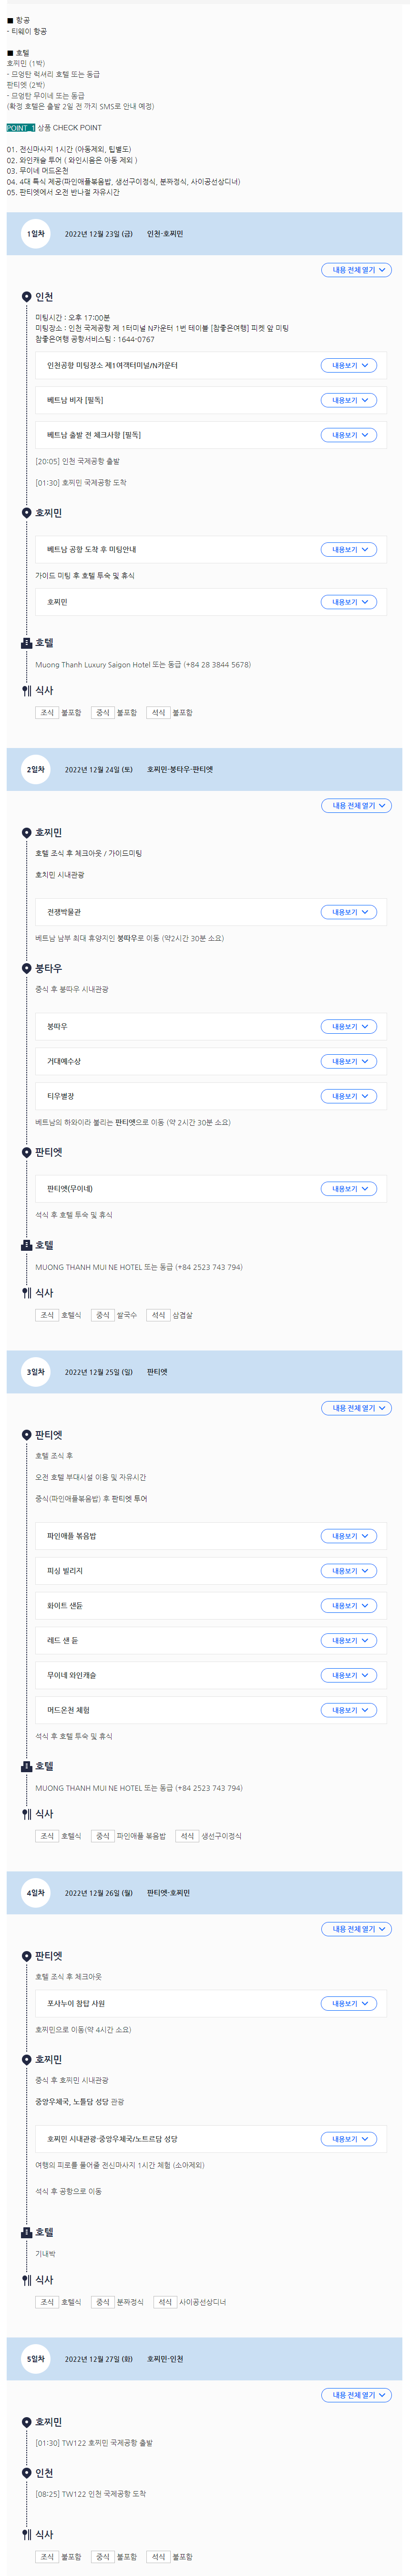 ■ 항공
- 티웨이 항공
■ 호텔
호찌민 (1박)
- 므엉탄 럭셔리 호텔 또는 동급
판티엣 (2박)
- 므엉탄 무이네 또는 동급
(확정 호텔은 출발 2일 전 까지 SMS로 안내 예정)
POINT. 1 상품 CHECK POINT
01. 전신마사지 1시간 (아동제외, 팁별도)
02. 와인캐슬 투어 ( 와인시음은 아동 제외 )
03. 무이네 머드온천
04. 4대 특식 제공(파인애플볶음밥, 생선구이정식, 분짜정식, 사이공선상디너)
05. 판티엣에서 오전 반나절 자유시간
1일차 2022년 12월 23일 (금) 인천-호찌민
내용 전체 열기
인천
미팅시간 : 오후 17:00분
미팅장소 : 인천 국제공항 제 1터미널 N카운터 1번 테이블 [참좋은여행] 피켓 앞 미팅
참좋은여행 공항서비스팀 : 1644-0767
인천공항 미팅장소 제1여객터미널/N카운터 내용보기
베트남 비자 [필독] 내용보기
베트남 출발 전 체크사항 [필독] 내용보기
[20:05] 인천 국제공항 출발
[01:30] 호찌민 국제공항 도착
호찌민
베트남 공항 도착 후 미팅안내 내용보기
가이드 미팅 후 호텔 투숙 및 휴식
호찌민 내용보기
호텔
Muong Thanh Luxury Saigon Hotel 또는 동급 (+84 28 3844 5678)
식사
조식 불포함 중식 불포함 석식 불포함
2일차 2022년 12월 24일 (토) 호찌민-붕타우-판티엣
내용 전체 열기
호찌민
호텔 조식 후 체크아웃 / 가이드미팅
호치민 시내관광
전쟁박물관 내용보기
베트남 남부 최대 휴양지인 붕따우로 이동 (약2시간 30분 소요)
붕타우
중식 후 붕따우 시내관광
붕따우 내용보기
거대예수상 내용보기
티우별장 내용보기
베트남의 하와이라 불리는 판티엣으로 이동 (약 2시간 30분 소요)
판티엣
판티엣(무이네) 내용보기
석식 후 호텔 투숙 및 휴식
호텔
MUONG THANH MUI NE HOTEL 또는 동급 (+84 2523 743 794)
식사
조식 호텔식 중식 쌀국수 석식 삼겹살
3일차 2022년 12월 25일 (일) 판티엣
내용 전체 열기
판티엣
호텔 조식 후
오전 호텔 부대시설 이용 및 자유시간
중식(파인애플볶음밥) 후 판티엣 투어
파인애플 볶음밥 내용보기
피싱 빌리지 내용보기
화이트 샌듄 내용보기
레드 샌 듄 내용보기
무이네 와인캐슬 내용보기
머드온천 체험 내용보기
석식 후 호텔 투숙 및 휴식
호텔
MUONG THANH MUI NE HOTEL 또는 동급 (+84 2523 743 794)
식사
조식 호텔식 중식 파인애플 볶음밥 석식 생선구이정식
4일차 2022년 12월 26일 (월) 판티엣-호찌민
내용 전체 열기
판티엣
호텔 조식 후 체크아웃
포사누이 참탑 사원 내용보기
호찌민으로 이동(약 4시간 소요)
호찌민
중식 후 호찌민 시내관광
중앙우체국, 노틀담 성당 관광
호찌민 시내관광-중앙우체국/노트르담 성당 내용보기
여행의 피로를 풀어줄 전신마사지 1시간 체험 (소아제외)
석식 후 공항으로 이동
호텔
기내박
식사
조식 호텔식 중식 분짜정식 석식 사이공선상디너
5일차 2022년 12월 27일 (화) 호찌민-인천
내용 전체 열기
호찌민
[01:30] TW122 호찌민 국제공항 출발
인천
[08:25] TW122 인천 국제공항 도착
식사
조식 불포함 중식 불포함 석식 불포함